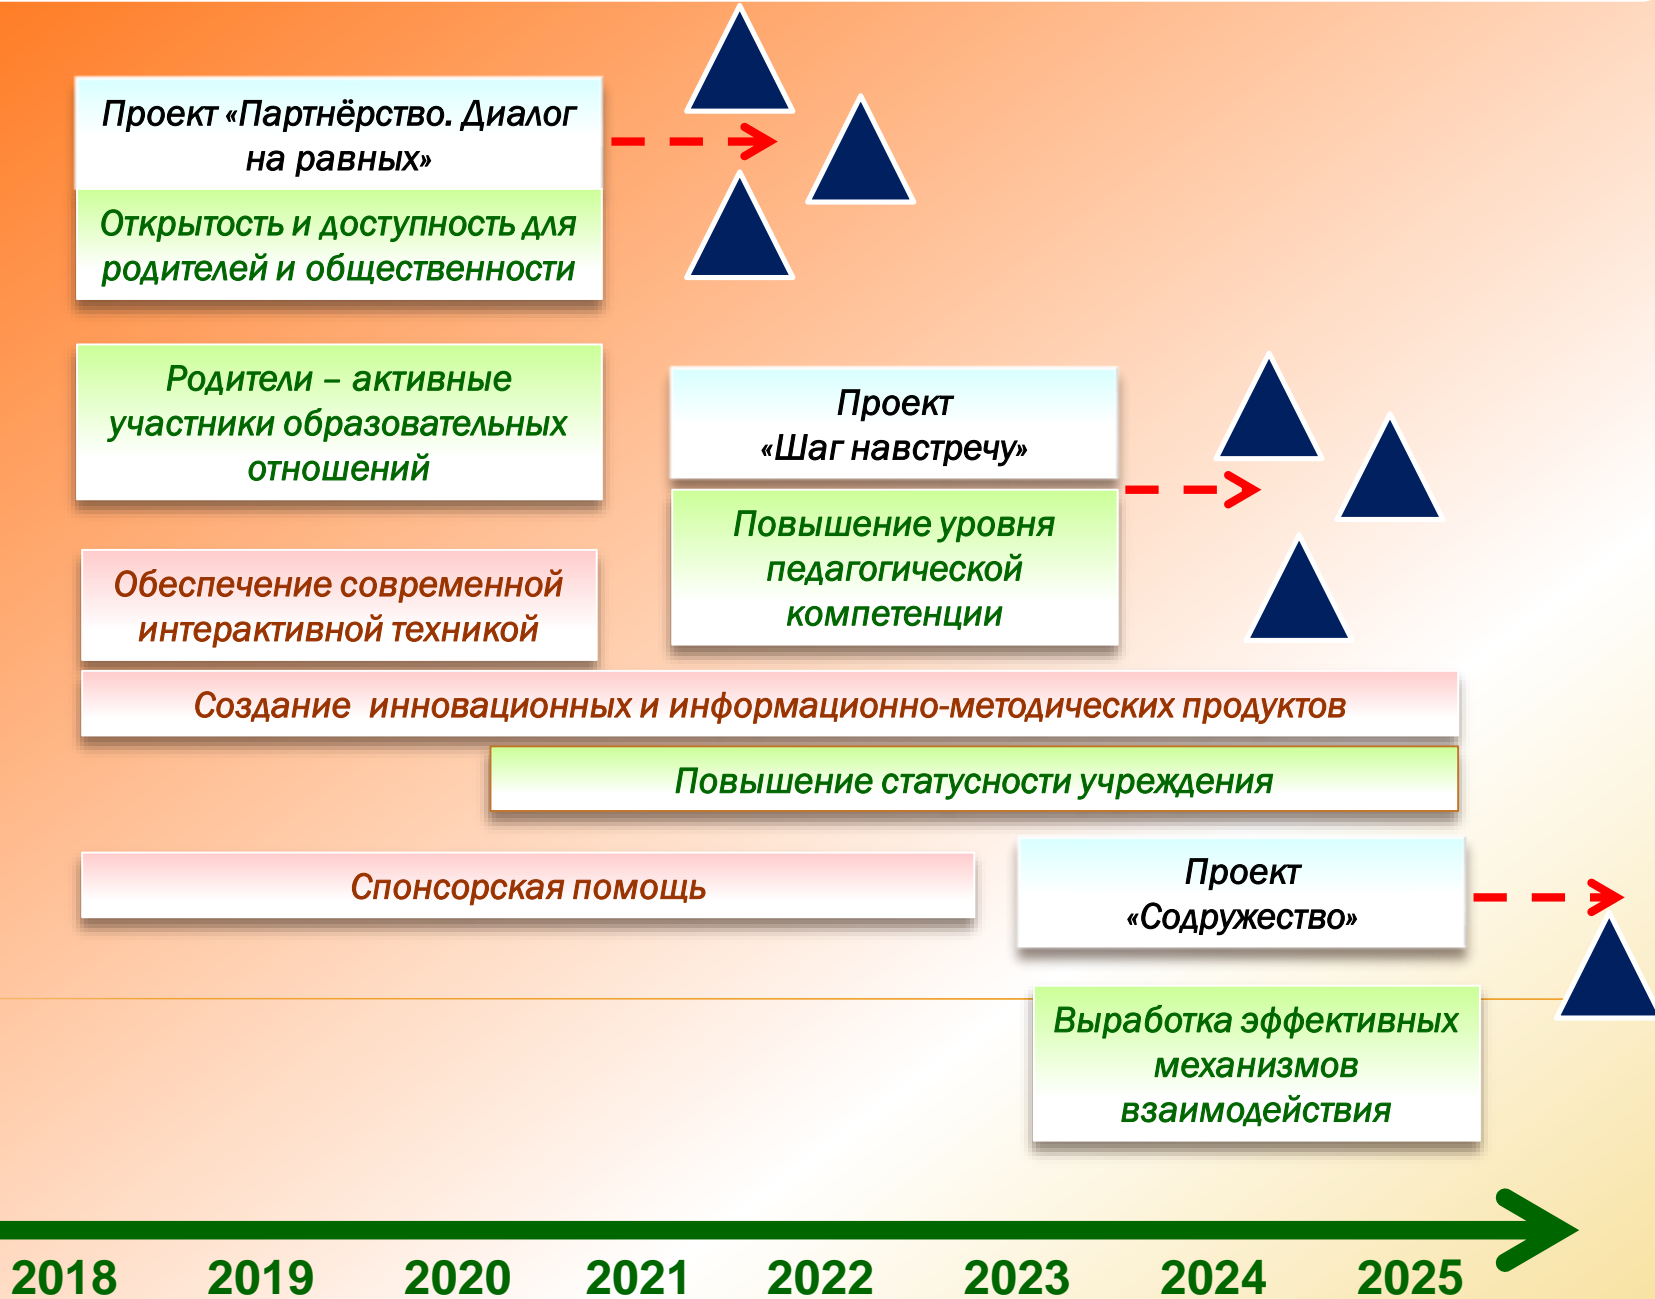 Проект «Партнёрство. Диалог
на равных»
Открытость и доступность для
родителей и общественности
Родители – активные
участники образовательных
отношений
Проект
«Шаг навстречу»
Повышение уровня
педагогической
компетенции
Обеспечение современной
интерактивной техникой
Создание  инновационных и информационно-методических продуктов
Повышение статусности учреждения
Спонсорская помощь
Проект
«Содружество»
Выработка эффективных
механизмов
взаимодействия
2018 2019 2020 2021 2022 2023 2024 2025